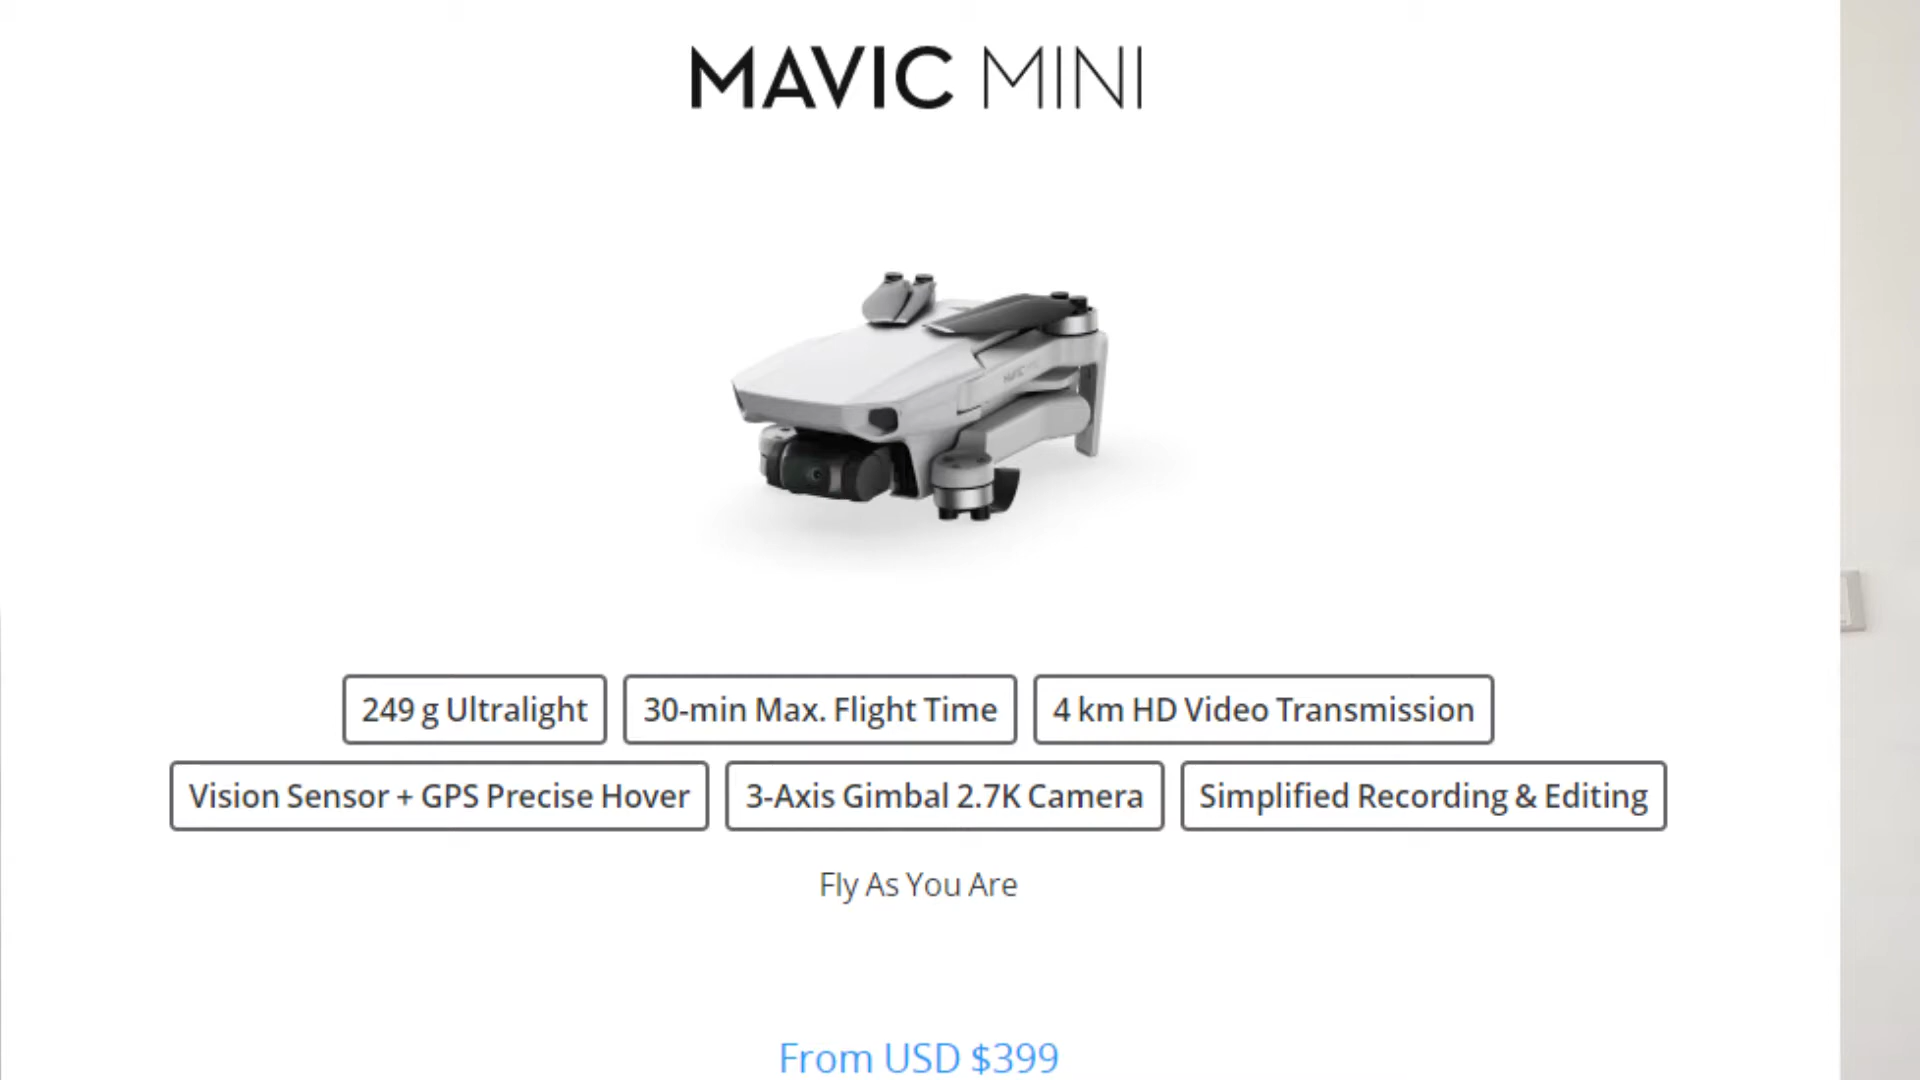 MAVIC MINI
249 g Ultralight
30-min Max. Flight Time
4 km HD Video Transmission
Vision Sensor + GPS Precise Hover
3-Axis Gimbal 2.7K Camera
Simplified Recording & Editing
Fly As You Are
From USD $399